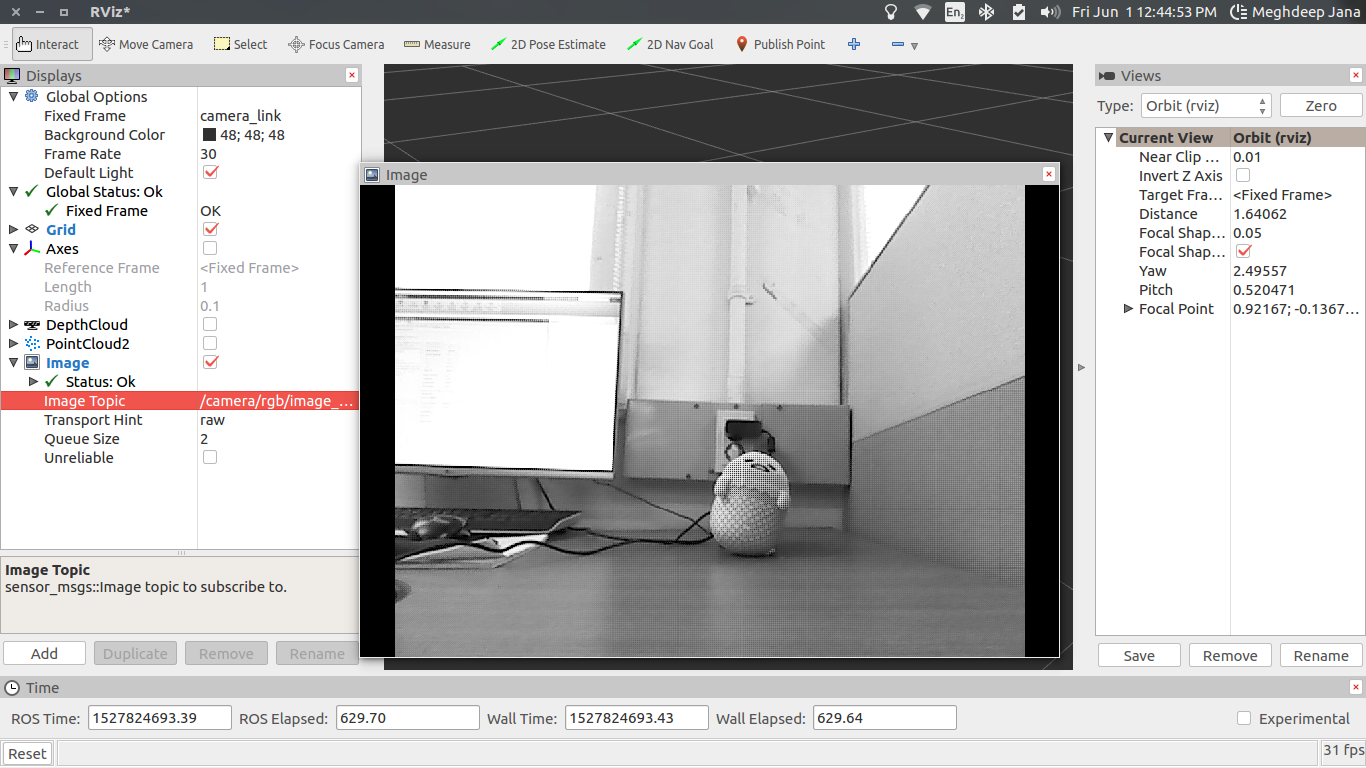 RViz*
En2
Fri Jun 1 12:44:53 PM
Meghdeep Jana
Interact
Move Camera
Select
Focus Camera
Measure
2D Pose Estimate
2D Nav Goal
Publish Point
Displays
Global Options
Fixed Frame camera_link
Background Color 48; 48; 48
Frame Rate 30
Default Light
Global Status: Ok
Fixed Frame OK
Grid
Axes
Reference Frame <Fixed Frame>
Length 1
Radius 0.1
DepthCloud
PointCloud2
Image
Status: Ok
Image Topic /camera/rgb/image_...
Transport Hint raw
Queue Size 2
Unreliable
Image Topic
sensor_msgs::Image topic to subscribe to.
Add Duplicate Remove Rename
Image
Views
Type: Orbit (rviz) Zero
Current View Orbit (rviz)
Near Clip ... 0.01
Invert Z Axis
Target Fra... <Fixed Frame>
Distance 1.64062
Focal Shap... 0.05
Focal Shap...
Yaw 2.49557
Pitch 0.520471
Focal Point 0.92167; -0.1367...
Save Remove Rename
Time
ROS Time: 1527824693.39 ROS Elapsed: 629.70 Wall Time: 1527824693.43 Wall Elapsed: 629.64 Experimental
Reset 31 fps